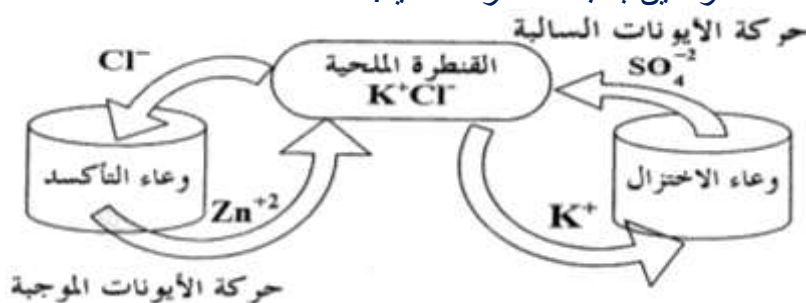 حركة الأيونات السالبة
Cl⁻
القنطرة الملحية
K⁺Cl⁻
SO₄⁻²
وعاء التأكسد
وعاء الاختزال
Zn⁺²
K⁺
حركة الأيونات الموجبة